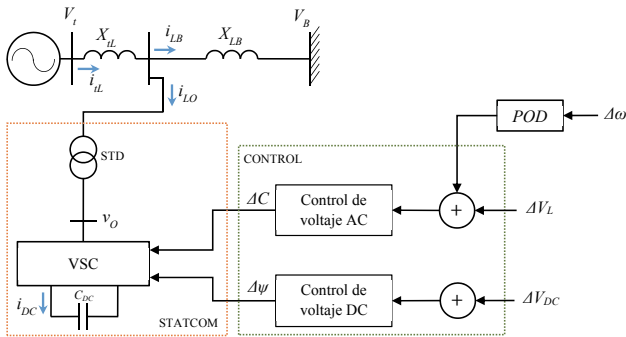 V_t
X_tL
i_LB
X_LB
V_B
i_tL
i_LO
POD
Δω
STD
CONTROL
ΔC
Control de
voltaje AC
+
ΔV_L
v_O
VSC
Δψ
Control de
voltaje DC
+
ΔV_DC
i_DC
C_DC
STATCOM